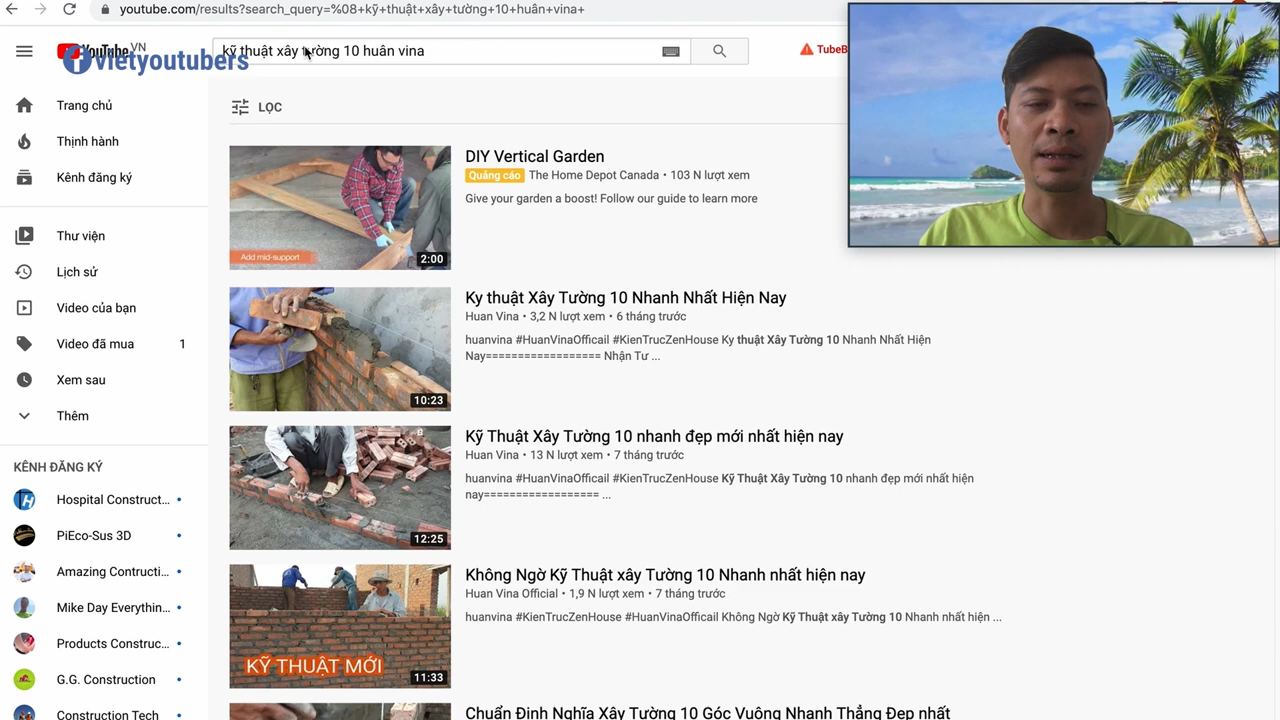 youtube.com/results?search_query=%08+kỹ+thuật+xây+tường+10+huân+vina+
YouTube VN
vietyoutubers
kỹ thuật xây tường 10 huân vina
TubeB
Trang chủ
Thịnh hành
Kênh đăng ký
Thư viện
Lịch sử
Video của bạn
Video đã mua 1
Xem sau
Thêm
KÊNH ĐĂNG KÝ
Hospital Construct...
PiEco-Sus 3D
Amazing Contructi...
Mike Day Everythin...
Products Construc...
G.G. Construction
Construction Tech
LỌC
Add mid-support
2:00
DIY Vertical Garden
Quảng cáo The Home Depot Canada • 103 N lượt xem
Give your garden a boost! Follow our guide to learn more
10:23
Ky thuật Xây Tường 10 Nhanh Nhất Hiện Nay
Huan Vina • 3,2 N lượt xem • 6 tháng trước
huanvina #HuanVinaOfficail #KienTrucZenHouse Ky thuật Xây Tường 10 Nhanh Nhất Hiện
Nay================== Nhận Tư ...
12:25
Kỹ Thuật Xây Tường 10 nhanh đẹp mới nhất hiện nay
Huan Vina • 13 N lượt xem • 7 tháng trước
huanvina #HuanVinaOfficail #KienTrucZenHouse Kỹ Thuật Xây Tường 10 nhanh đẹp mới nhất hiện
nay================== ...
KỸ THUẬT MỚI
11:33
Không Ngờ Kỹ Thuật xây Tường 10 Nhanh nhất hiện nay
Huan Vina Official • 1,9 N lượt xem • 7 tháng trước
huanvina #KienTrucZenHouse #HuanVinaOfficail Không Ngờ Kỹ Thuật xây Tường 10 Nhanh nhất hiện ...
Chuẩn Đinh Nghĩa Xây Tường 10 Góc Vuông Nhanh Thẳng Đẹp nhất